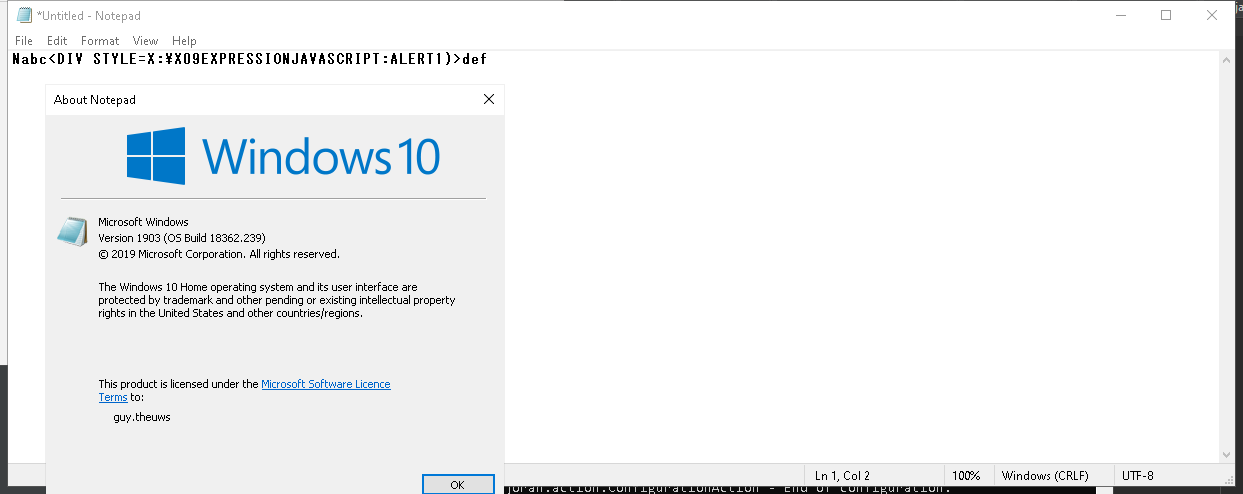 *Untitled - Notepad
File Edit Format View Help
Nabc<DIV STYLE=X:¥X09EXPRESSIONJAVASCRIPT:ALERT1)>def
About Notepad
Windows 10
Microsoft Windows
Version 1903 (OS Build 18362.239)
© 2019 Microsoft Corporation. All rights reserved.
The Windows 10 Home operating system and its user interface are
protected by trademark and other pending or existing intellectual property
rights in the United States and other countries/regions.
This product is licensed under the Microsoft Software Licence
Terms to:
guy.theuws
OK
Ln 1, Col 2 100% Windows (CRLF) UTF-8
joran.action.ConfigurationAction - End of configuration.